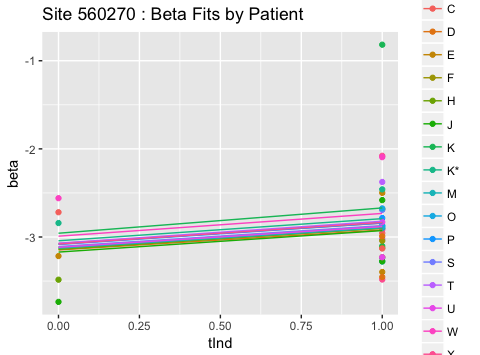 Site 560270 : Beta Fits by Patient
beta
-1
-2
-3
0.00 0.25 0.50 0.75 1.00
tInd
C
D
E
F
H
J
K
K*
M
O
P
S
T
U
W